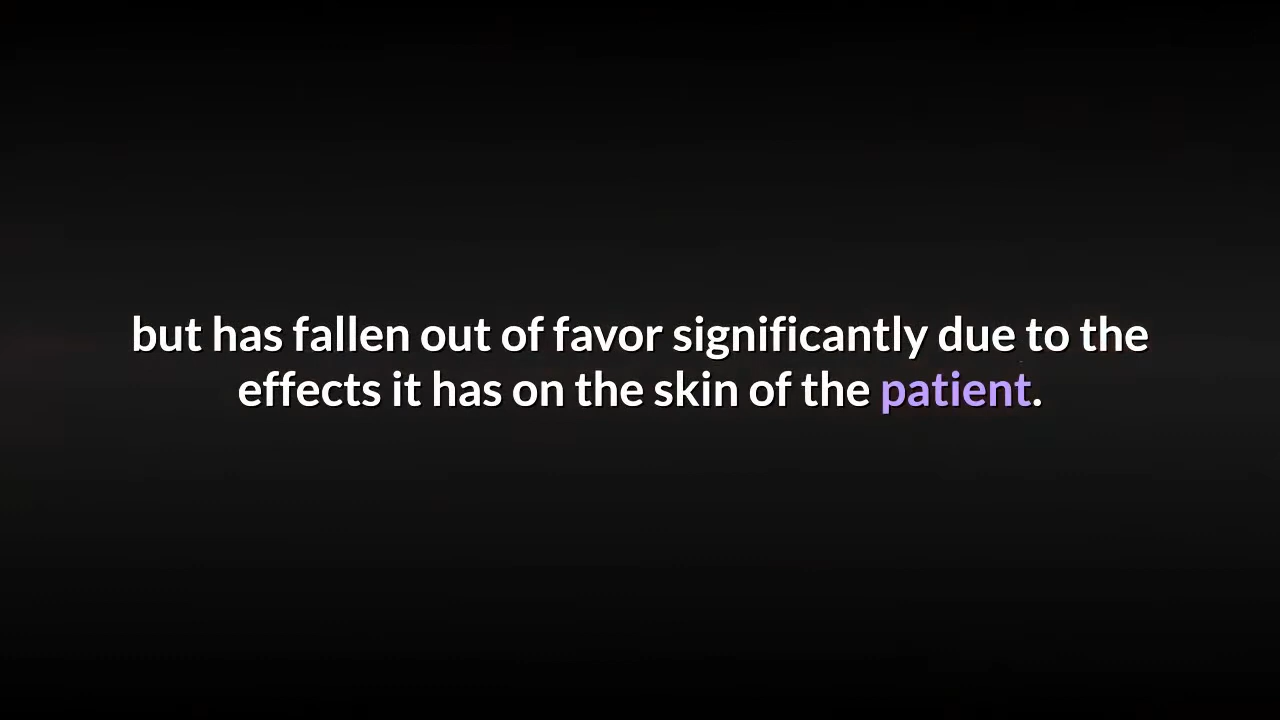 but has fallen out of favor significantly due to the
effects it has on the skin of the patient.